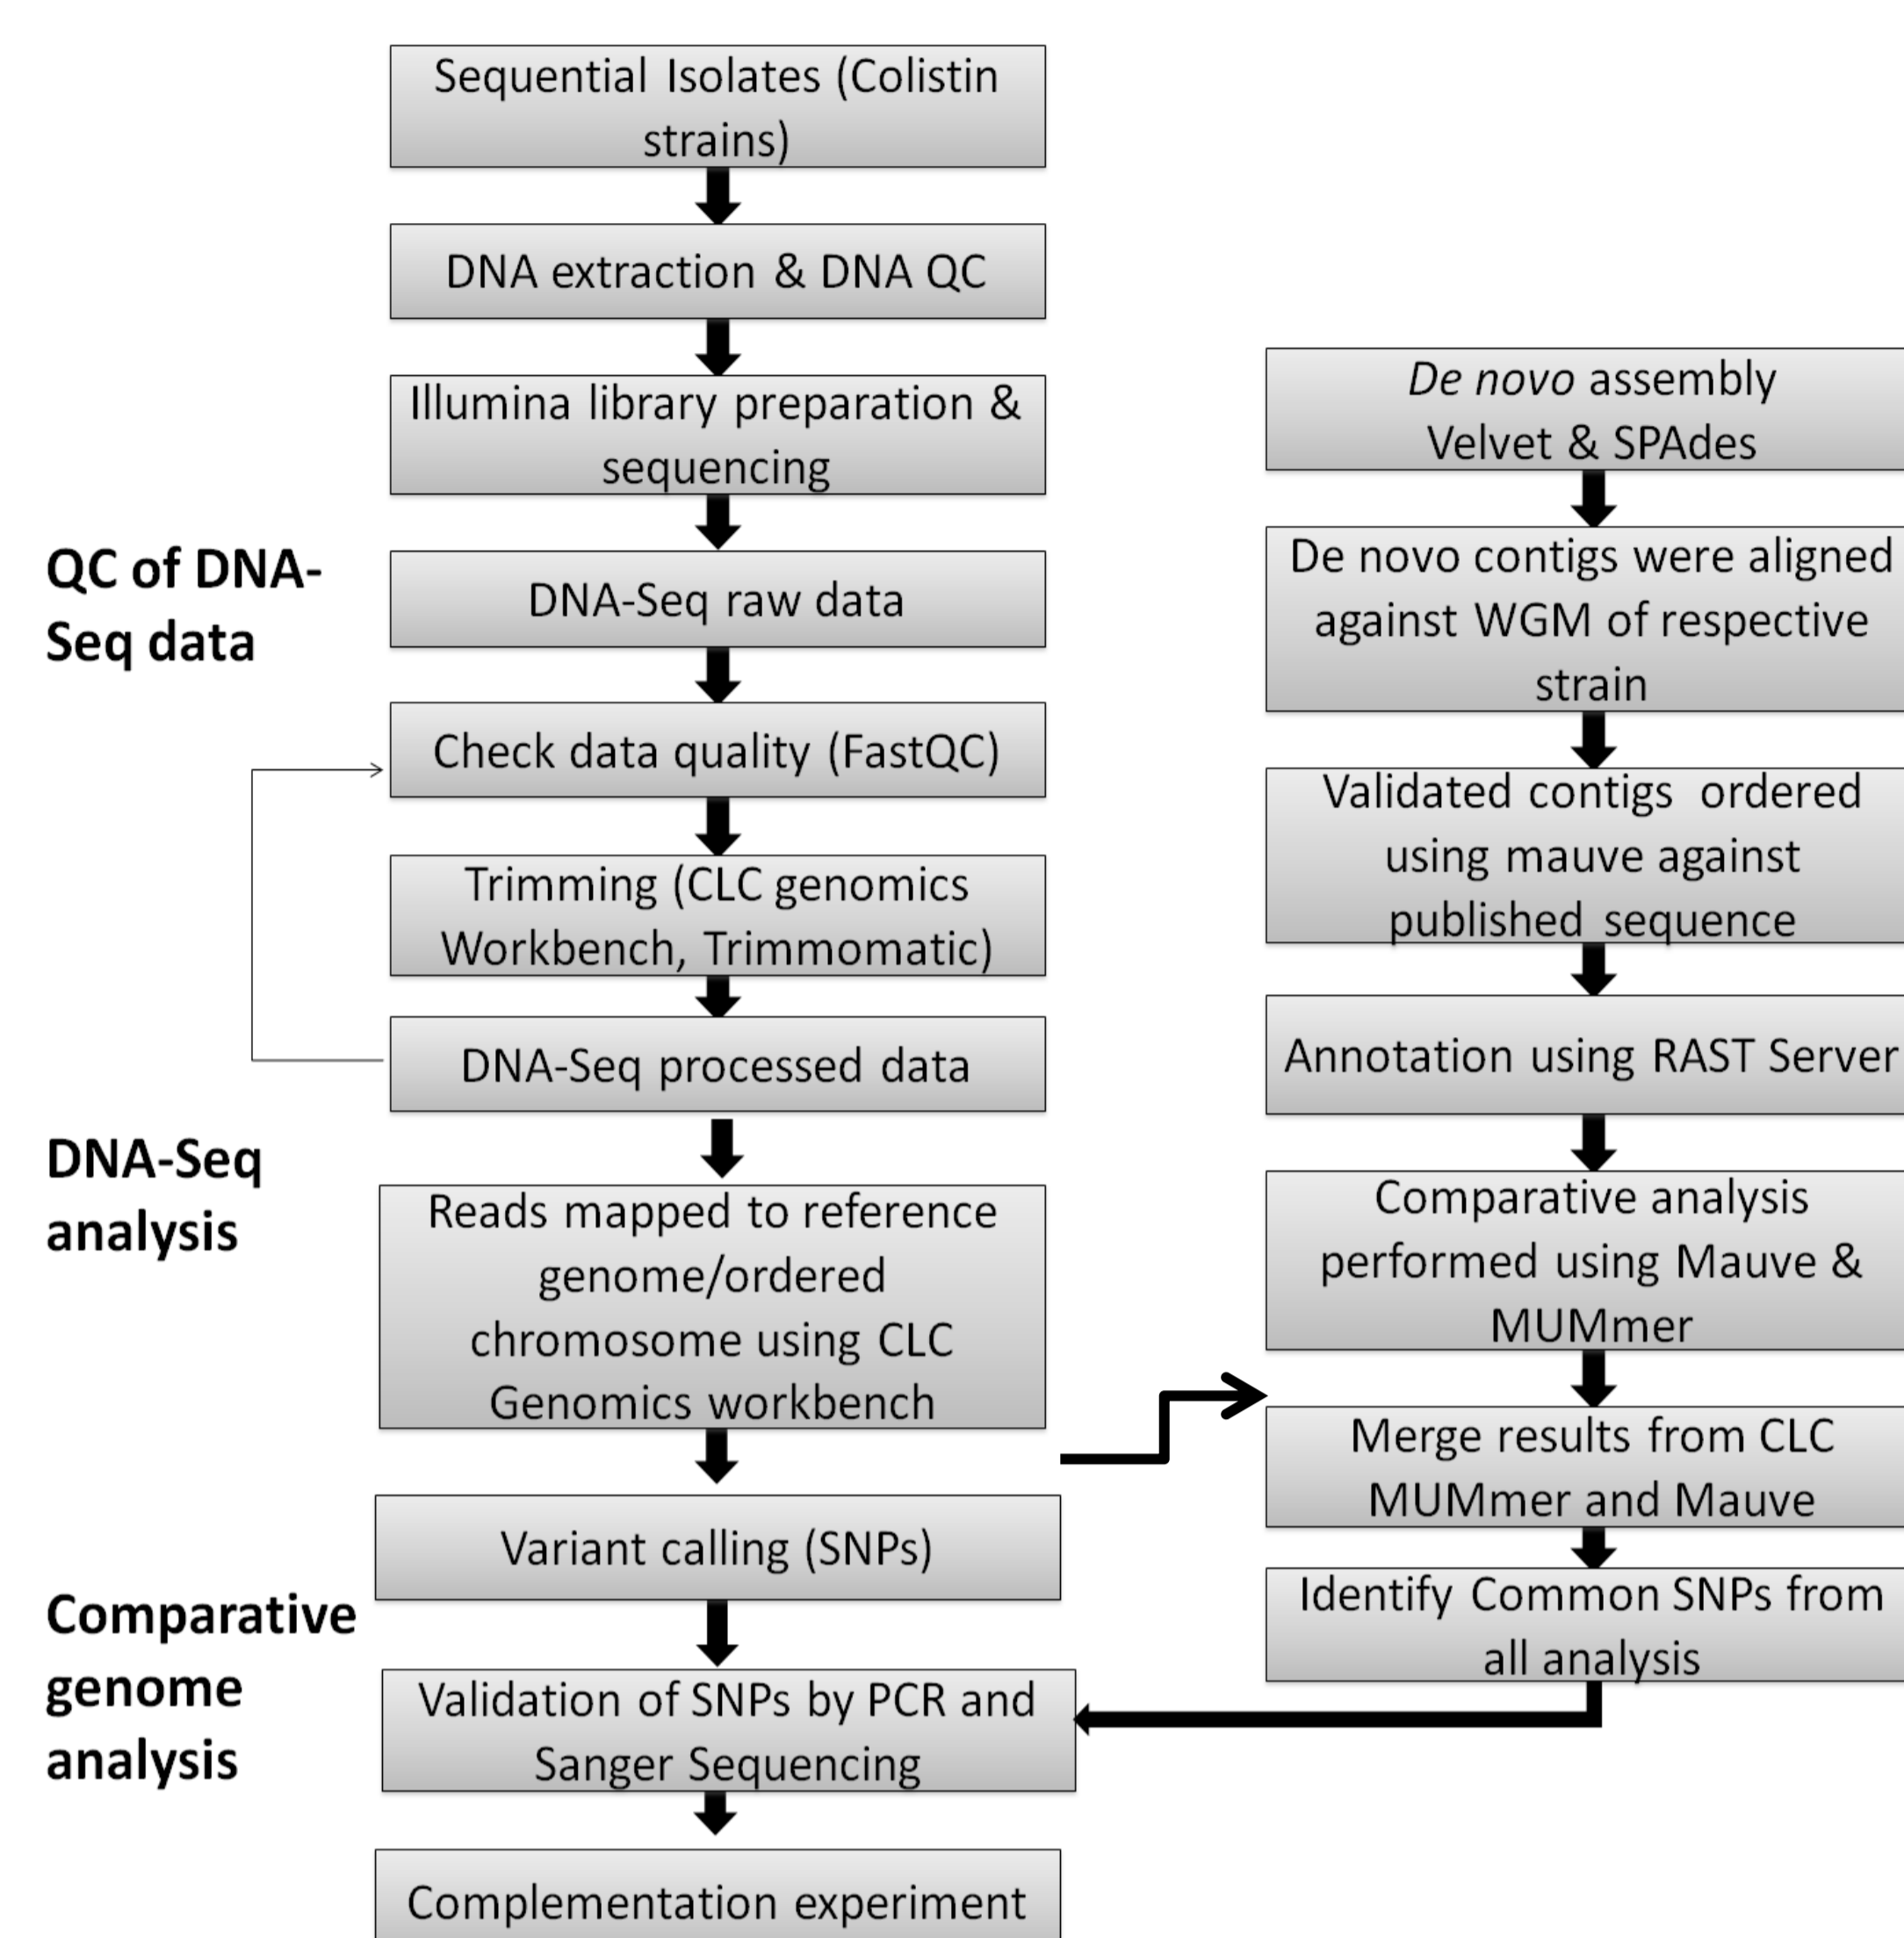 Sequential Isolates (Colistin
strains)
DNA extraction & DNA QC
Illumina library preparation &
sequencing
QC of DNA-
Seq data
DNA-Seq raw data
Check data quality (FastQC)
Trimming (CLC genomics
Workbench, Trimmomatic)
DNA-Seq processed data
DNA-Seq
analysis
Reads mapped to reference
genome/ordered
chromosome using CLC
Genomics workbench
Variant calling (SNPs)
Comparative
genome
analysis
Validation of SNPs by PCR and
Sanger Sequencing
Complementation experiment
De novo assembly
Velvet & SPAdes
De novo contigs were aligned
against WGM of respective
strain
Validated contigs ordered
using mauve against
published sequence
Annotation using RAST Server
Comparative analysis
performed using Mauve &
MUMmer
Merge results from CLC
MUMmer and Mauve
Identify Common SNPs from
all analysis